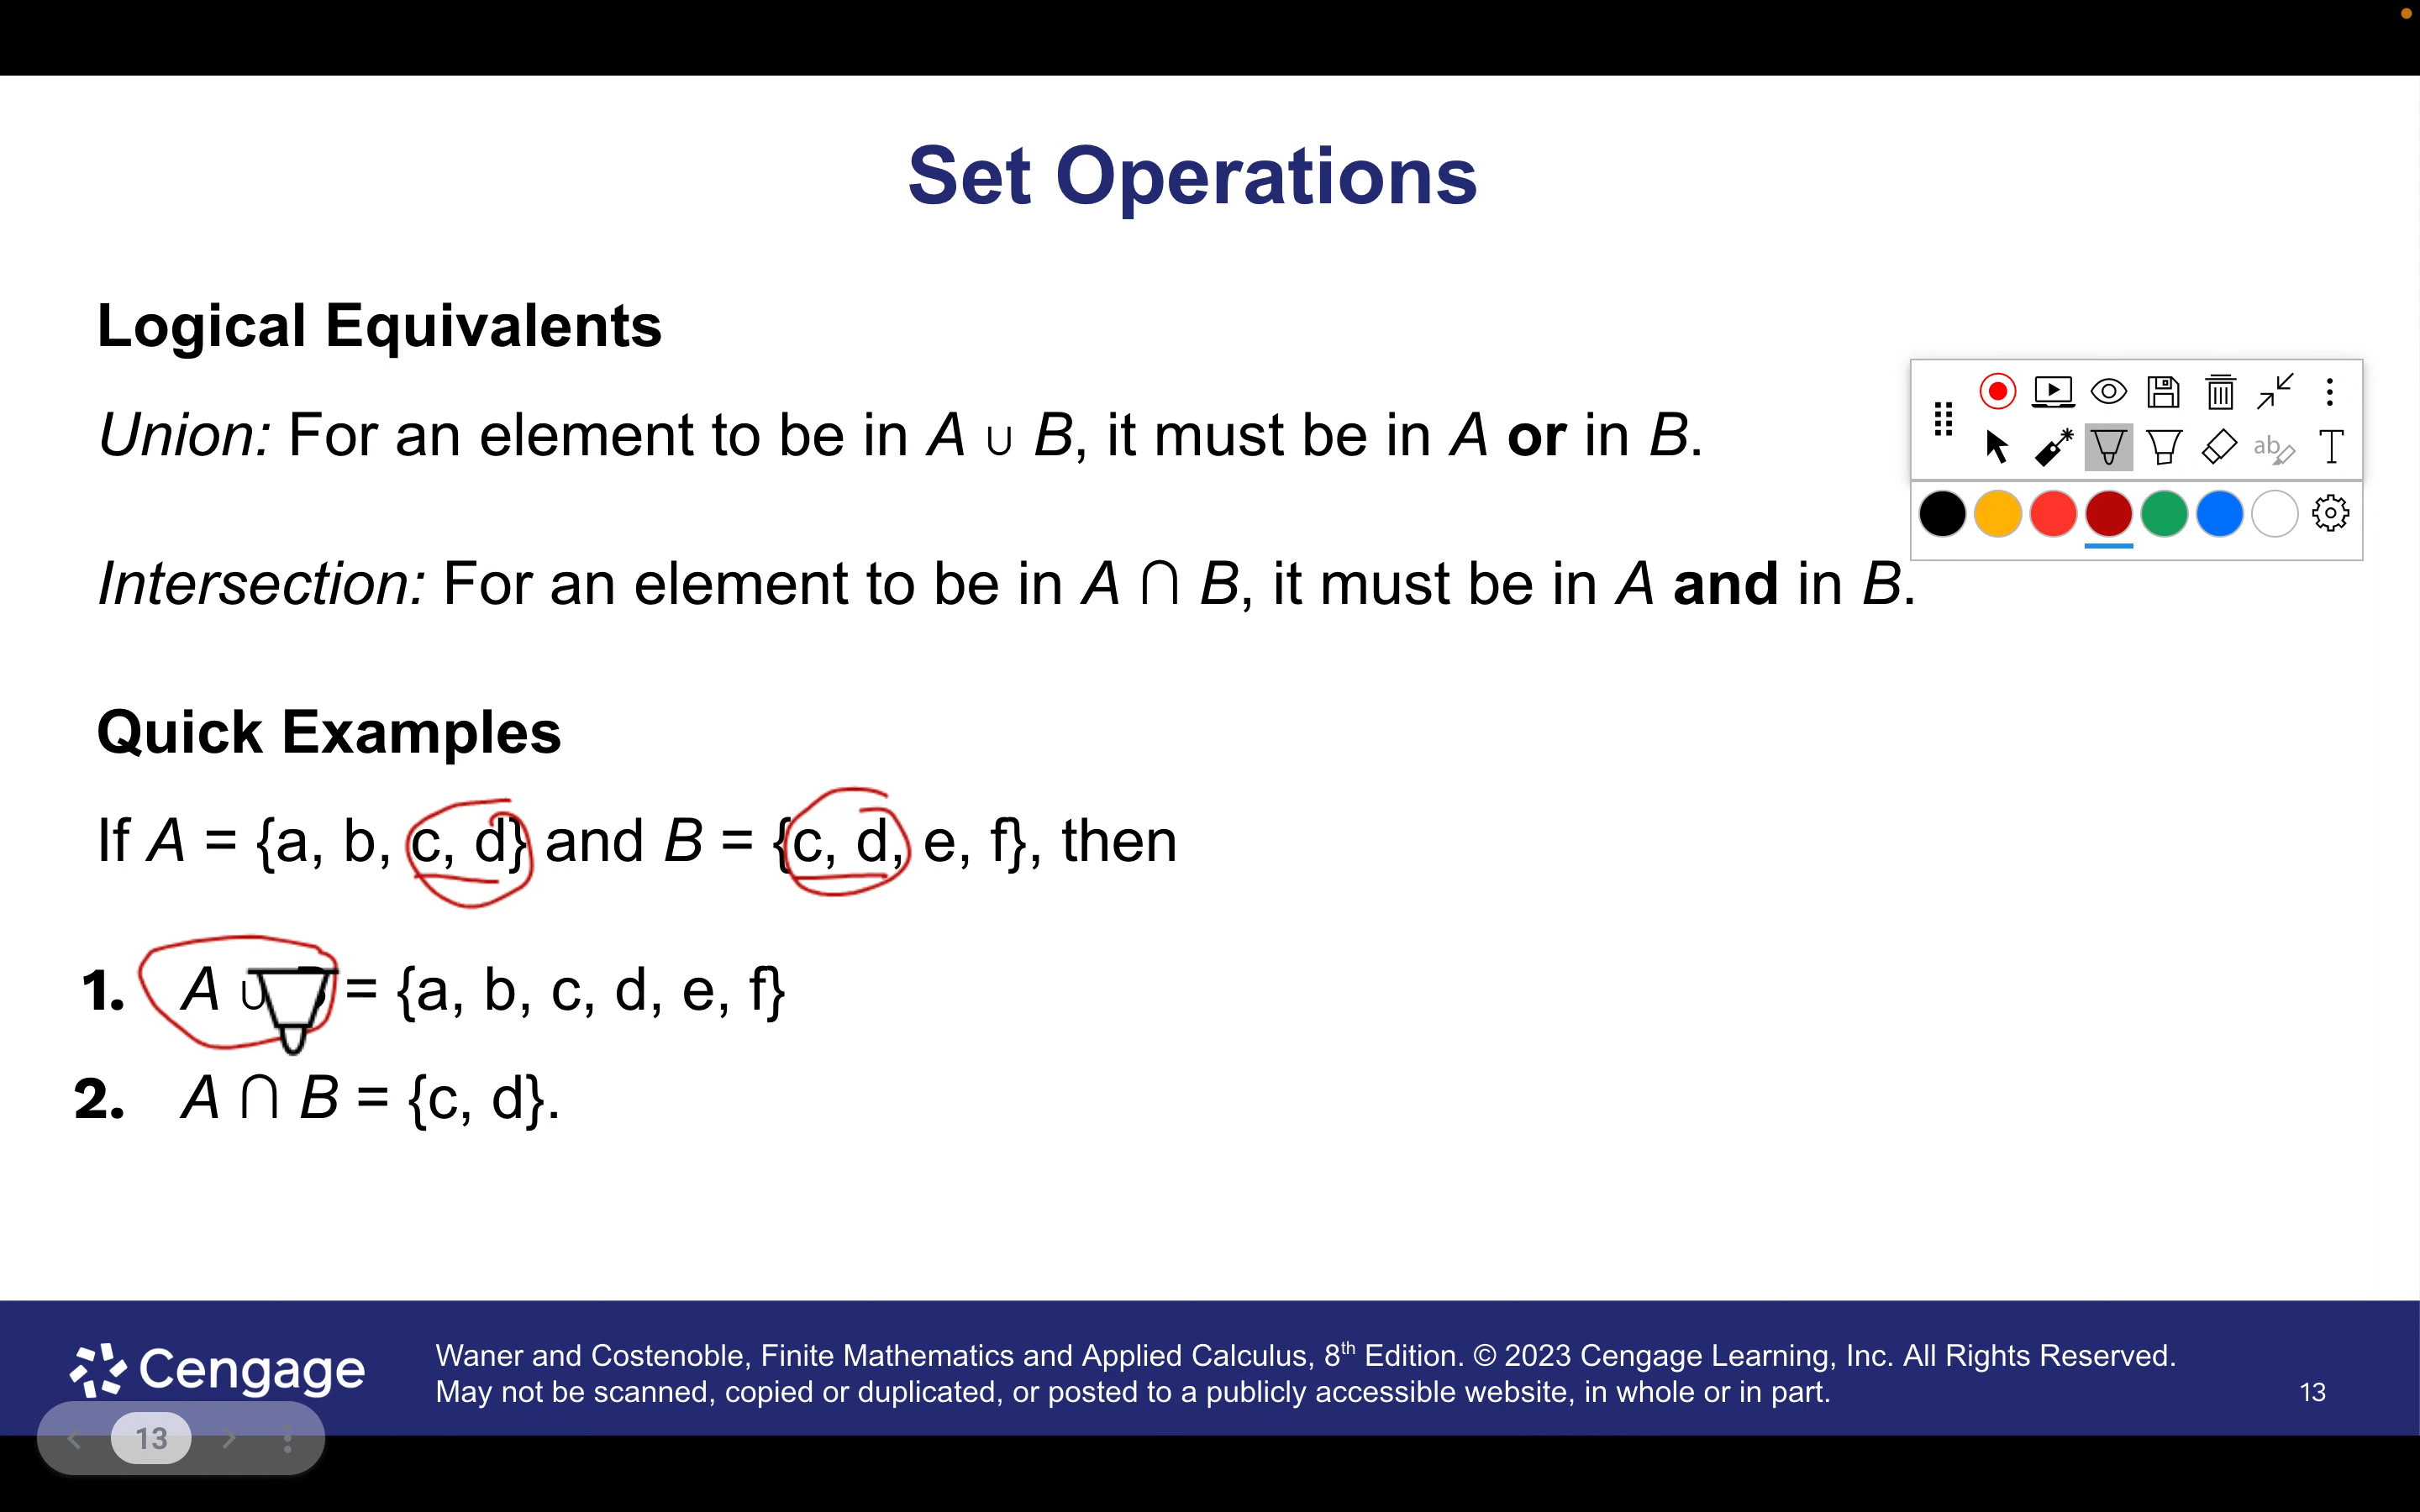 Set Operations
Logical Equivalents
Union: For an element to be in A ∪ B, it must be in A or in B.
Intersection: For an element to be in A ∩ B, it must be in A and in B.
Quick Examples
If A = {a, b, c, d} and B = {c, d, e, f}, then
1. A ∪ = {a, b, c, d, e, f}
2. A ∩ B = {c, d}.
ab
T
Cengage
Waner and Costenoble, Finite Mathematics and Applied Calculus, 8th Edition. © 2023 Cengage Learning, Inc. All Rights Reserved.
May not be scanned, copied or duplicated, or posted to a publicly accessible website, in whole or in part.
13
13